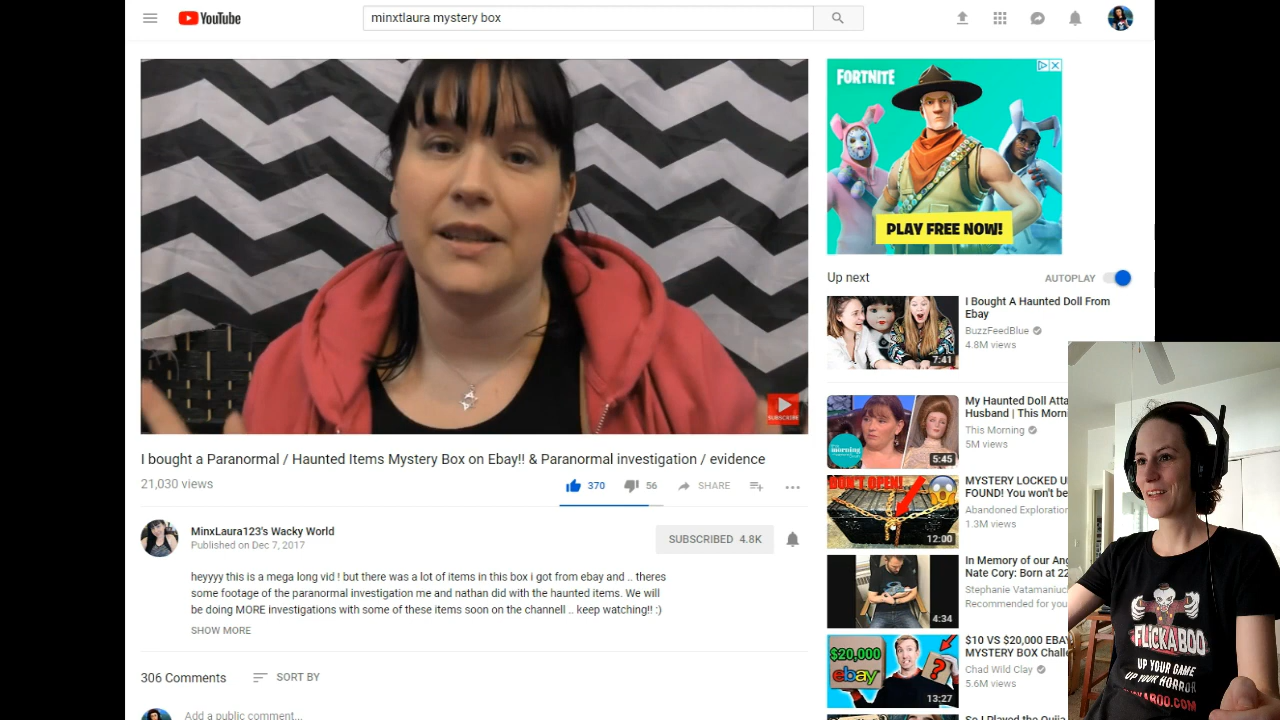 YouTube
minxtlaura mystery box
SUBSCRIBE
I bought a Paranormal / Haunted Items Mystery Box on Ebay!! & Paranormal investigation / evidence
21,030 views
370
56
SHARE
MinxLaura123's Wacky World
Published on Dec 7, 2017
SUBSCRIBED 4.8K
heyyyy this is a mega long vid ! but there was a lot of items in this box i got from ebay and .. theres
some footage of the paranormal investigation me and nathan did with the haunted items. We will
be doing MORE investigations with some of these items soon on the channell .. keep watching!! :)
SHOW MORE
306 Comments
SORT BY
Add a public comment...
FORTNITE
PLAY FREE NOW!
Up next
AUTOPLAY
7:41
I Bought A Haunted Doll From
Ebay
BuzzFeedBlue
4.8M views
morning
5:45
My Haunted Doll Atta
Husband | This Morn
This Morning
5M views
DON'T OPEN!
12:00
MYSTERY LOCKED U
FOUND! You won't be
Abandoned Exploration
1.3M views
4:34
In Memory of our Ang
Nate Cory: Born at 22
Stephanie Vatamaniuc
Recommended for you
$20,000
ebay
?
13:27
$10 VS $20,000 EBAY
MYSTERY BOX Challe
Chad Wild Clay
5.6M views
So I Played the Ouija
FLICKABOO
UP YOUR GAME
UP YOUR HORROR
FLICKABOO.COM